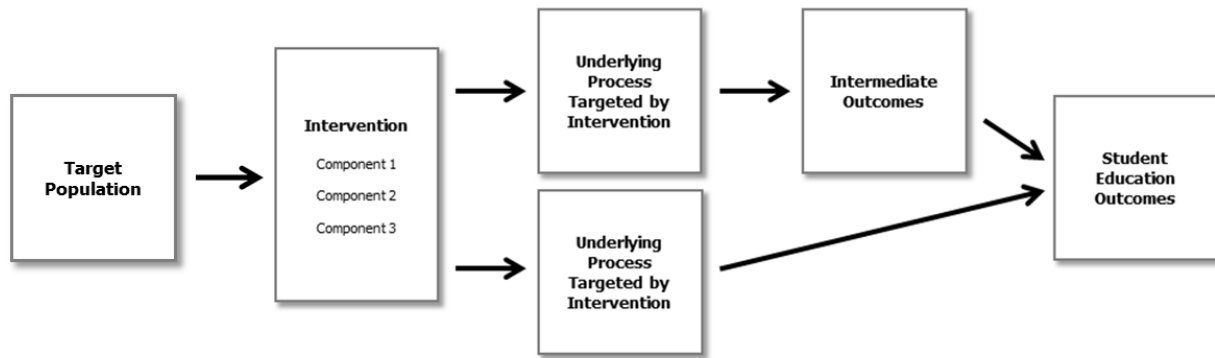 Target
Population
Intervention
Component 1
Component 2
Component 3
Underlying
Process
Targeted by
Intervention
Underlying
Process
Targeted by
Intervention
Intermediate
Outcomes
Student
Education
Outcomes